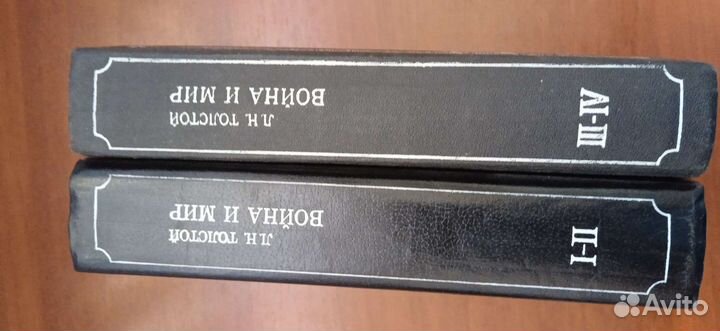 Л.Н. ТОЛСТОЙ
ВОЙНА И МИР
I-II
Л.Н. ТОЛСТОЙ
ВОЙНА И МИР
III-IV
Avito